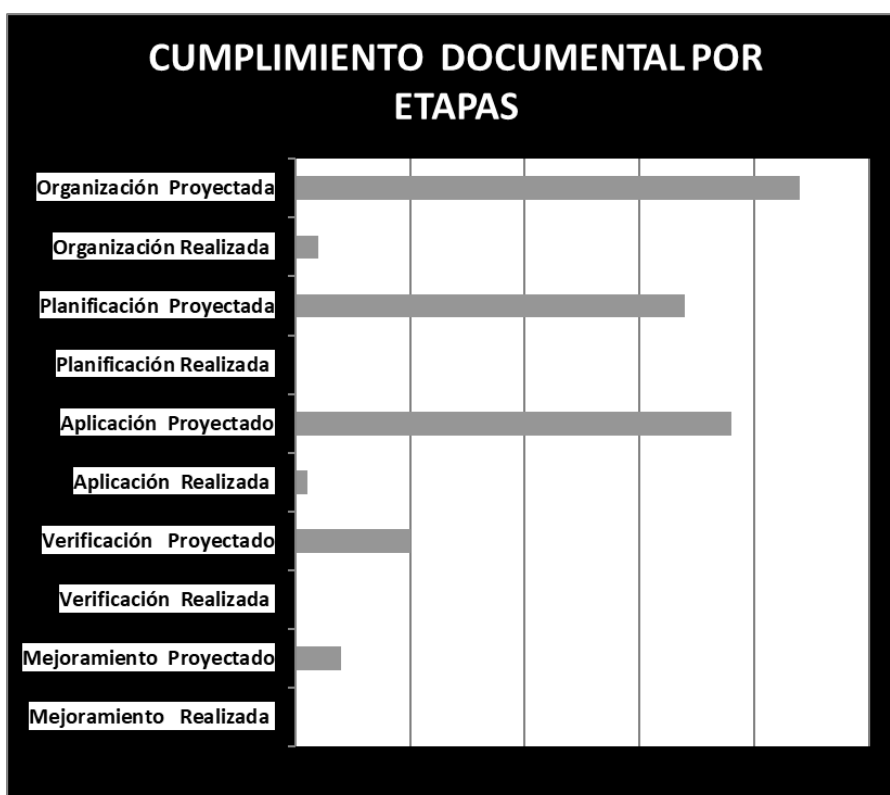 CUMPLIMIENTO DOCUMENTAL POR
ETAPAS
Organización Proyectada
Organización Realizada
Planificación Proyectada
Planificación Realizada
Aplicación Proyectado
Aplicación Realizada
Verificación Proyectado
Verificación Realizada
Mejoramiento Proyectado
Mejoramiento Realizada